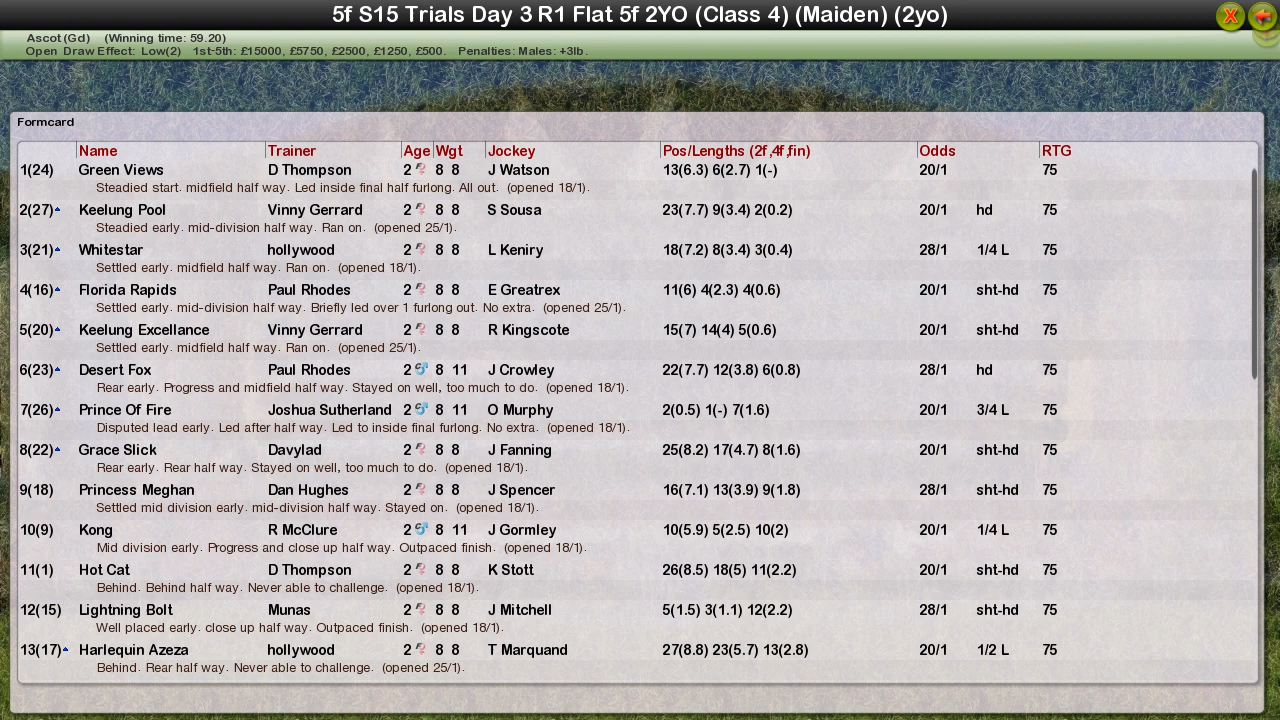 5f S15 Trials Day 3 R1 Flat 5f 2YO (Class 4) (Maiden) (2yo)
Ascot(Gd) (Winning time: 59.20)
Open Draw Effect: Low(2) 1st-5th: £15000, £5750, £2500, £1250, £500. Penalties: Males: +3lb.
Formcard
Name Trainer Age Wgt Jockey Pos/Lengths (2f,4f,fin) Odds RTG
1(24) Green Views D Thompson 2 8 8 J Watson 13(6.3) 6(2.7) 1(-) 20/1 75
Steadied start. midfield half way. Led inside final half furlong. All out. (opened 18/1).
2(27) Keelung Pool Vinny Gerrard 2 8 8 S Sousa 23(7.7) 9(3.4) 2(0.2) 20/1 hd 75
Steadied early. mid-division half way. Ran on. (opened 25/1).
3(21) Whitestar hollywood 2 8 8 L Keniry 18(7.2) 8(3.4) 3(0.4) 28/1 1/4 L 75
Settled early. midfield half way. Ran on. (opened 18/1).
4(16) Florida Rapids Paul Rhodes 2 8 8 E Greatrex 11(6) 4(2.3) 4(0.6) 20/1 sht-hd 75
Settled early. mid-division half way. Briefly led over 1 furlong out. No extra. (opened 25/1).
5(20) Keelung Excellance Vinny Gerrard 2 8 8 R Kingscote 15(7) 14(4) 5(0.6) 20/1 sht-hd 75
Settled early. midfield half way. Ran on. (opened 25/1).
6(23) Desert Fox Paul Rhodes 2 8 11 J Crowley 22(7.7) 12(3.8) 6(0.8) 28/1 hd 75
Rear early. Progress and midfield half way. Stayed on well, too much to do. (opened 18/1).
7(26) Prince Of Fire Joshua Sutherland 2 8 11 O Murphy 2(0.5) 1(-) 7(1.6) 20/1 3/4 L 75
Disputed lead early. Led after half way. Led to inside final furlong. No extra. (opened 18/1).
8(22) Grace Slick Davylad 2 8 8 J Fanning 25(8.2) 17(4.7) 8(1.6) 20/1 sht-hd 75
Rear early. Rear half way. Stayed on well, too much to do. (opened 18/1).
9(18) Princess Meghan Dan Hughes 2 8 8 J Spencer 16(7.1) 13(3.9) 9(1.8) 28/1 sht-hd 75
Settled mid division early. mid-division half way. Stayed on. (opened 18/1).
10(9) Kong R McClure 2 8 11 J Gormley 10(5.9) 5(2.5) 10(2) 20/1 1/4 L 75
Mid division early. Progress and close up half way. Outpaced finish. (opened 18/1).
11(1) Hot Cat D Thompson 2 8 8 K Stott 26(8.5) 18(5) 11(2.2) 20/1 sht-hd 75
Behind. Behind half way. Never able to challenge. (opened 18/1).
12(15) Lightning Bolt Munas 2 8 8 J Mitchell 5(1.5) 3(1.1) 12(2.2) 28/1 sht-hd 75
Well placed early. close up half way. Outpaced finish. (opened 18/1).
13(17) Harlequin Azeza hollywood 2 8 8 T Marquand 27(8.8) 23(5.7) 13(2.8) 20/1 1/2 L 75
Behind. Rear half way. Never able to challenge. (opened 25/1).